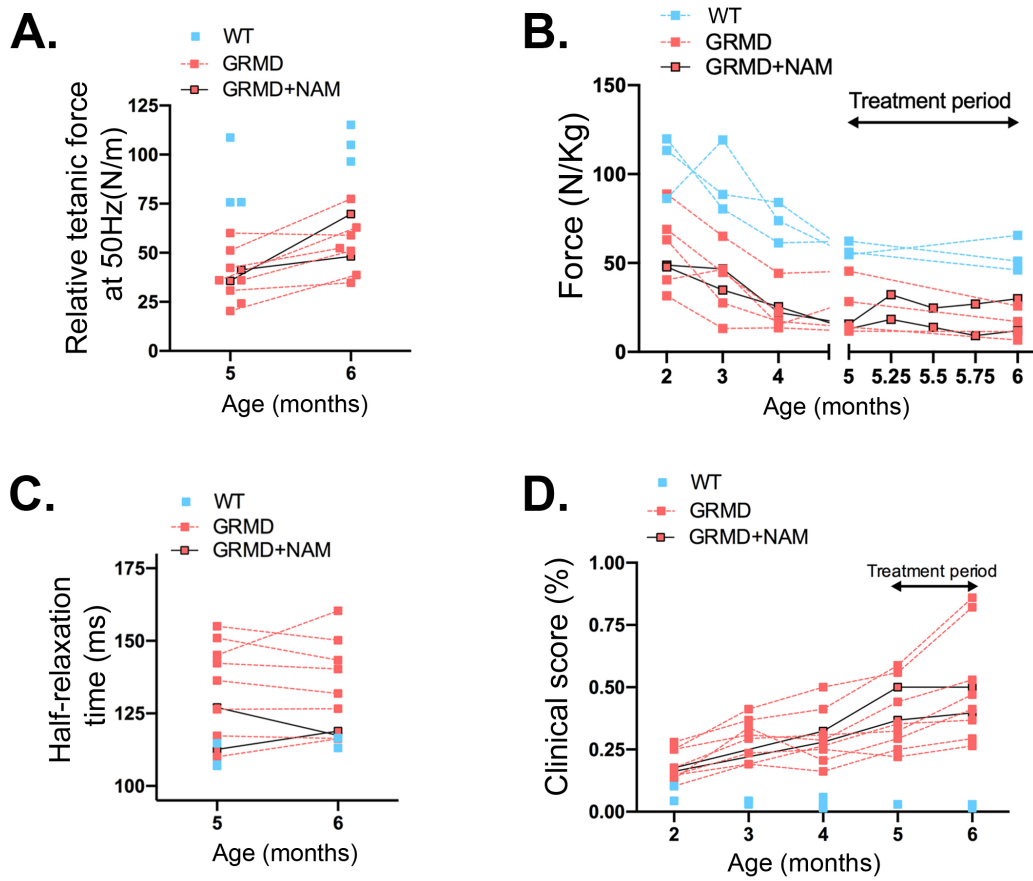 A.
WT
GRMD
GRMD+NAM
Relative tetanic force
at 50Hz(N/m)
125
100
75
50
25
0
5 6
Age (months)
B.
WT
GRMD
GRMD+NAM
Force (N/Kg)
150
100
50
0
Treatment period
2 3 4 5 5.25 5.5 5.75 6
Age (months)
C.
WT
GRMD
GRMD+NAM
Half-relaxation
time (ms)
175
150
125
100
5 6
Age (months)
D.
WT
GRMD
GRMD+NAM
Clinical score (%)
1.00
0.75
0.50
0.25
0.00
Treatment period
2 3 4 5 6
Age (months)